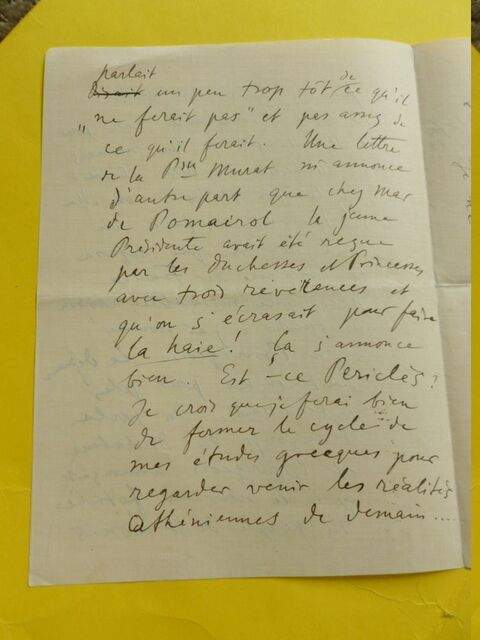 parlait
disait un peu trop tôt de ce qu'il
"ne ferait pas" et pas assez de
ce qu'il ferait. Une lettre
de la Psse Murat m'annonce
d'autre part que chez Mme
de Pomairol la jeune
Présidente avait été reçue
par les duchesses et Princesses
avec trois révérences et
qu'on s'écrasait pour faire
la haie! Ça s'annonce
bien. Est-ce Périclès?
Je crois que je ferai bien
de fermer le cycle de
mes études grecques pour
regarder venir les réalités
athéniennes de demain...